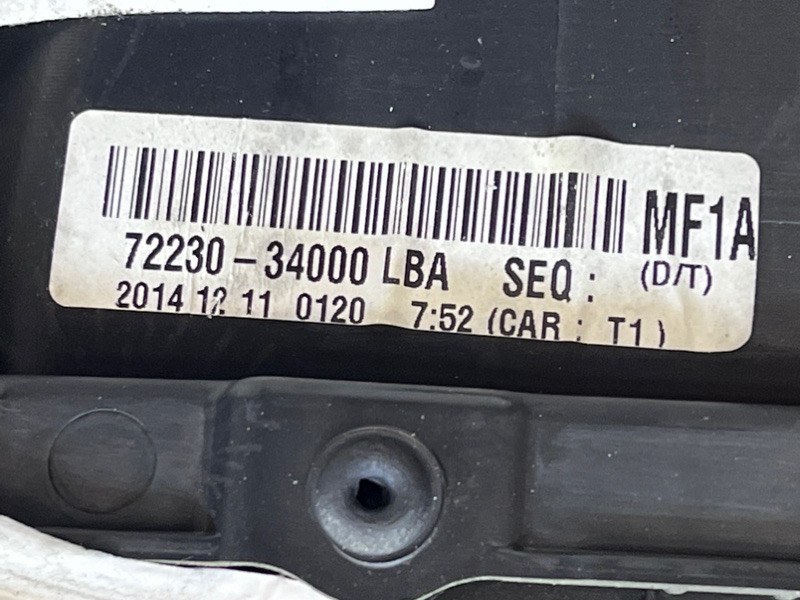 MF1A
72230-34000 LBA SEQ : (D/T)
2014 12 11 0120 7:52 (CAR : T1)